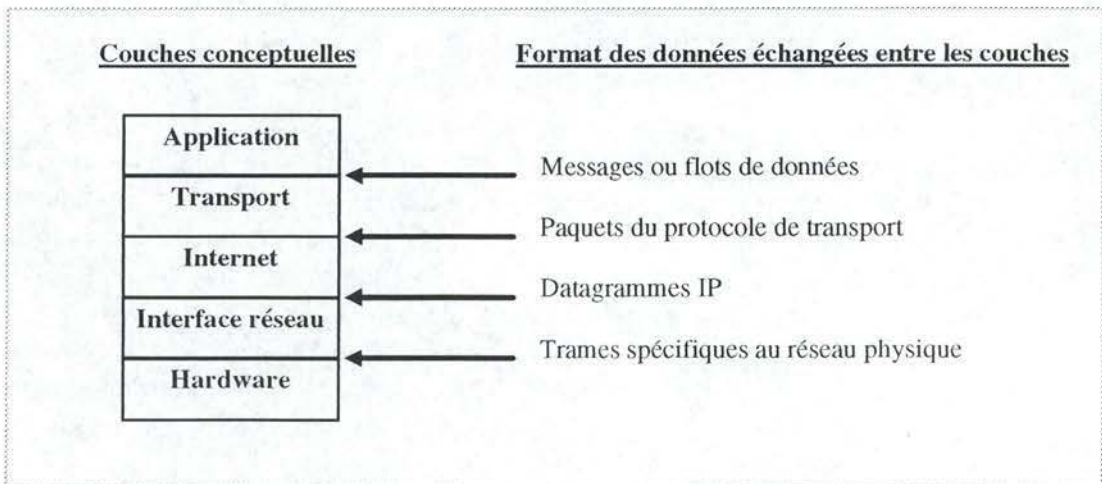 Couches conceptuelles
Format des données échangées entre les couches
Application
Messages ou flots de données
Transport
Paquets du protocole de transport
Internet
Datagrammes IP
Interface réseau
Trames spécifiques au réseau physique
Hardware